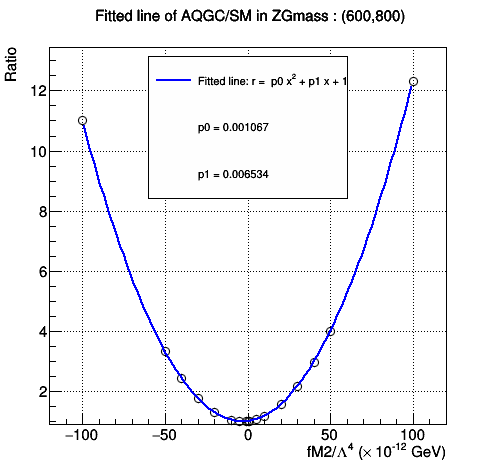 Fitted line of AQGC/SM in ZGmass : (600,800)
Ratio
Fitted line: r = p0 x² + p1 x + 1
p0 = 0.001067
p1 = 0.006534
12
10
8
6
4
2
−100 −50 0 50 100
fM2/Λ⁴ (× 10⁻¹² GeV)